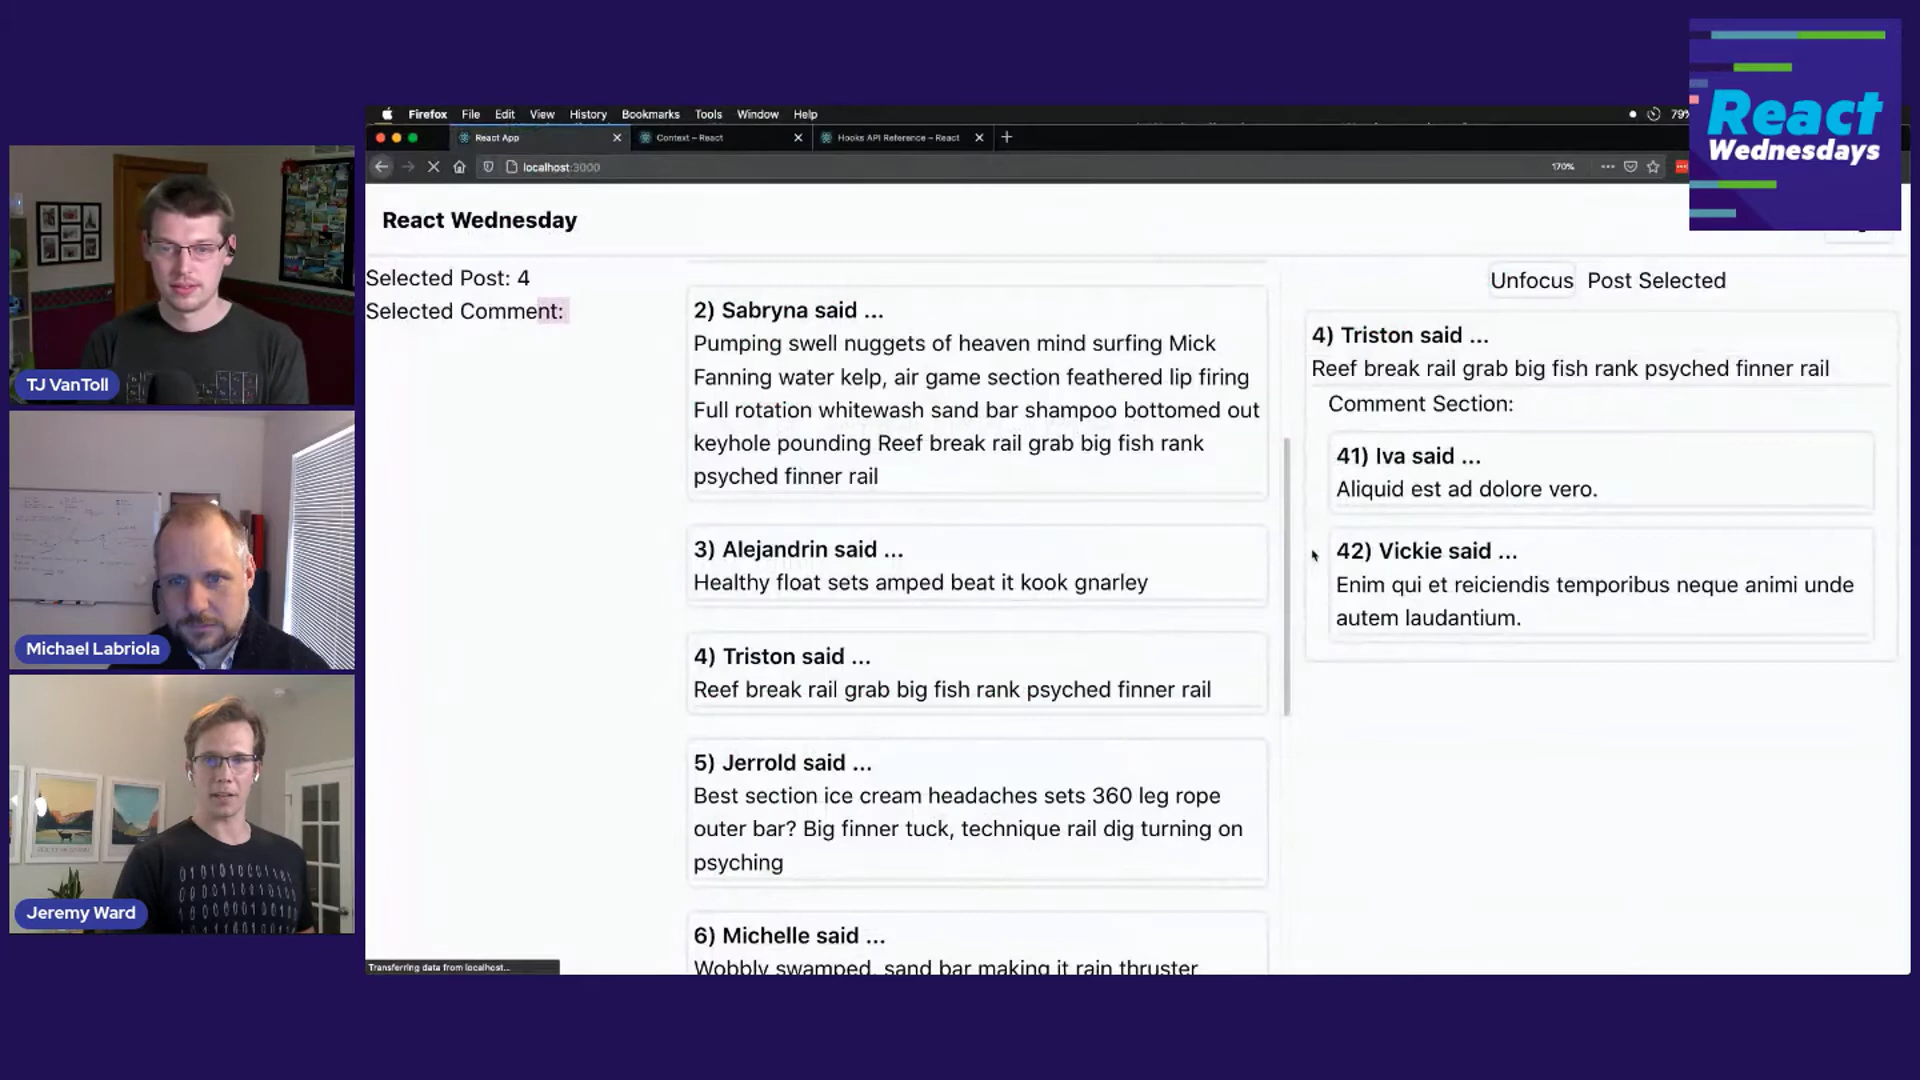 React
Wednesdays
Firefox File Edit View History Bookmarks Tools Window Help
79%
React App
Context – React
Hooks API Reference – React
localhost:3000
170%
React Wednesday
Selected Post: 4
Selected Comment:
2) Sabryna said ...
Pumping swell nuggets of heaven mind surfing Mick
Fanning water kelp, air game section feathered lip firing
Full rotation whitewash sand bar shampoo bottomed out
keyhole pounding Reef break rail grab big fish rank
psyched finner rail
3) Alejandrin said ...
Healthy float sets amped beat it kook gnarley
4) Triston said ...
Reef break rail grab big fish rank psyched finner rail
5) Jerrold said ...
Best section ice cream headaches sets 360 leg rope
outer bar? Big finner tuck, technique rail dig turning on
psyching
6) Michelle said ...
Wobbly swamped, sand bar making it rain thruster
Unfocus Post Selected
4) Triston said ...
Reef break rail grab big fish rank psyched finner rail
Comment Section:
41) Iva said ...
Aliquid est ad dolore vero.
42) Vickie said ...
Enim qui et reiciendis temporibus neque animi unde
autem laudantium.
Transferring data from localhost...
TJ VanToll
Michael Labriola
Jeremy Ward